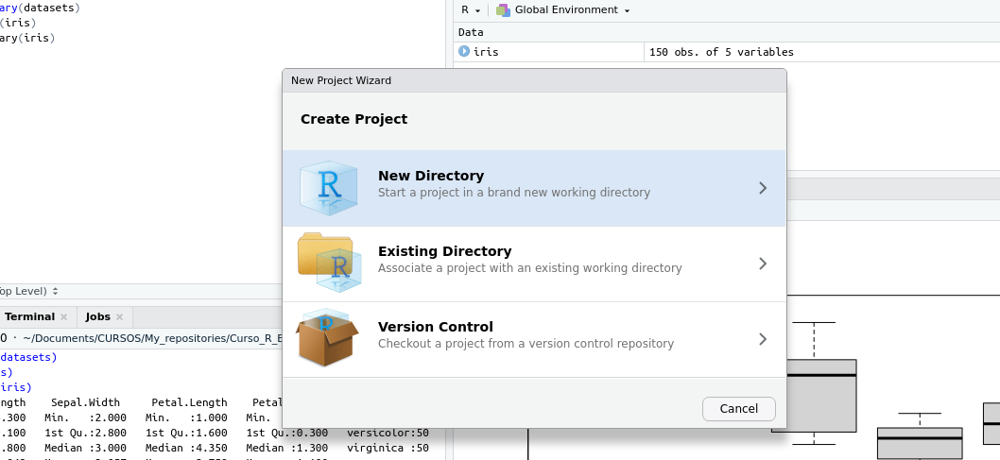 ary(datasets)
(iris)
ary(iris)
R Global Environment
Data
iris 150 obs. of 5 variables
New Project Wizard
Create Project
New Directory
Start a project in a brand new working directory
Existing Directory
Associate a project with an existing working directory
Version Control
Checkout a project from a version control repository
Cancel
op Level)
Terminal Jobs
0 · ~/Documents/CURSOS/My_repositories/Curso_R_B
datasets)
s)
iris)
ngth Sepal.Width Petal.Length Petal
.300 Min. :2.000 Min. :1.000 Min.
.100 1st Qu.:2.800 1st Qu.:1.600 1st Qu.:0.300 versicolor:50
.800 Median :3.000 Median :4.350 Median :1.300 virginica :50